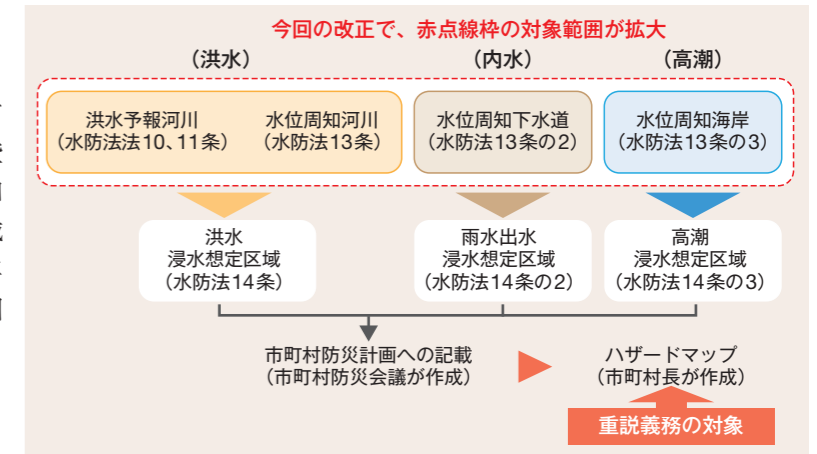 今回の改正で、赤点線枠の対象範囲が拡大
（洪水）
（内水）
（高潮）
洪水予報河川
（水防法法10、11条）
水位周知河川
（水防法13条）
水位周知下水道
（水防法13条の2）
水位周知海岸
（水防法13条の3）
洪水
浸水想定区域
（水防法14条）
雨水出水
浸水想定区域
（水防法14条の2）
高潮
浸水想定区域
（水防法14条の3）
市町村防災計画への記載
（市町村防災会議が作成）
ハザードマップ
（市町村長が作成）
重説義務の対象